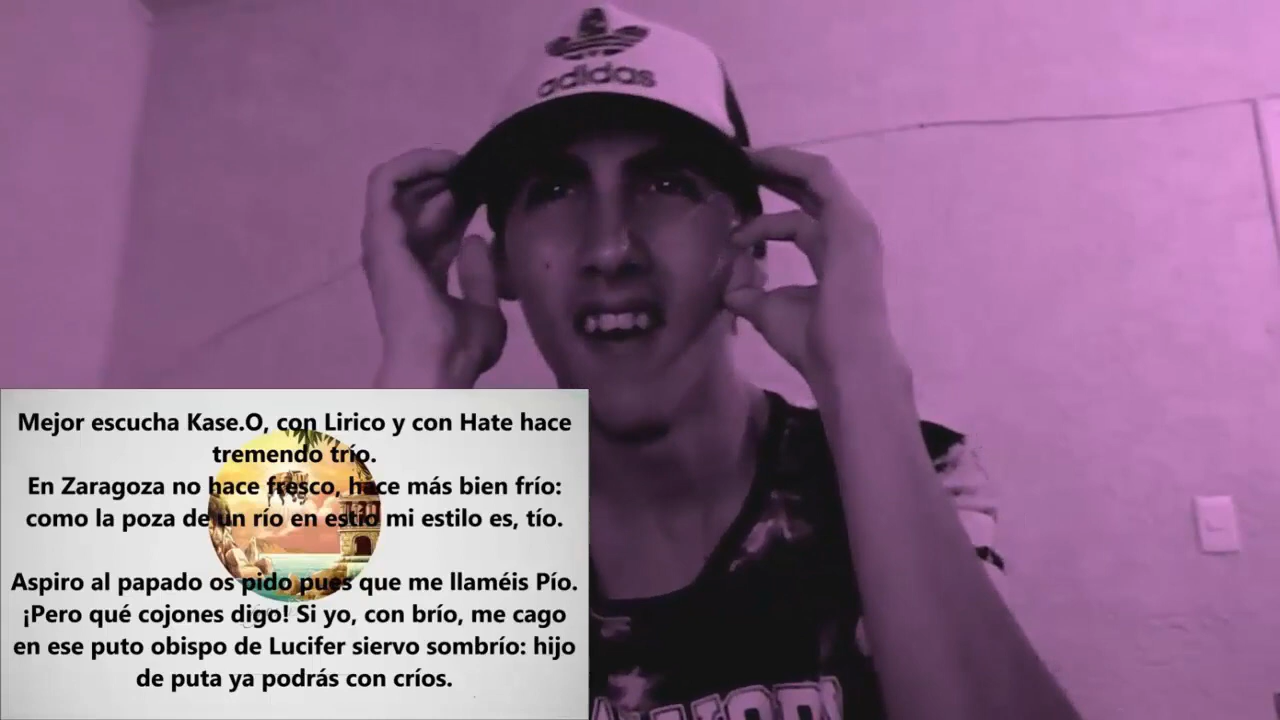 adidas
Mejor escucha Kase.O, con Lirico y con Hate hace
tremendo trío.
En Zaragoza no hace fresco, hace más bien frío:
como la poza de un río en estío mi estilo es, tío.
Aspiro al papado os pido pues que me llaméis Pío.
¡Pero qué cojones digo! Si yo, con brío, me cago
en ese puto obispo de Lucifer siervo sombrío: hijo
de puta ya podrás con críos.